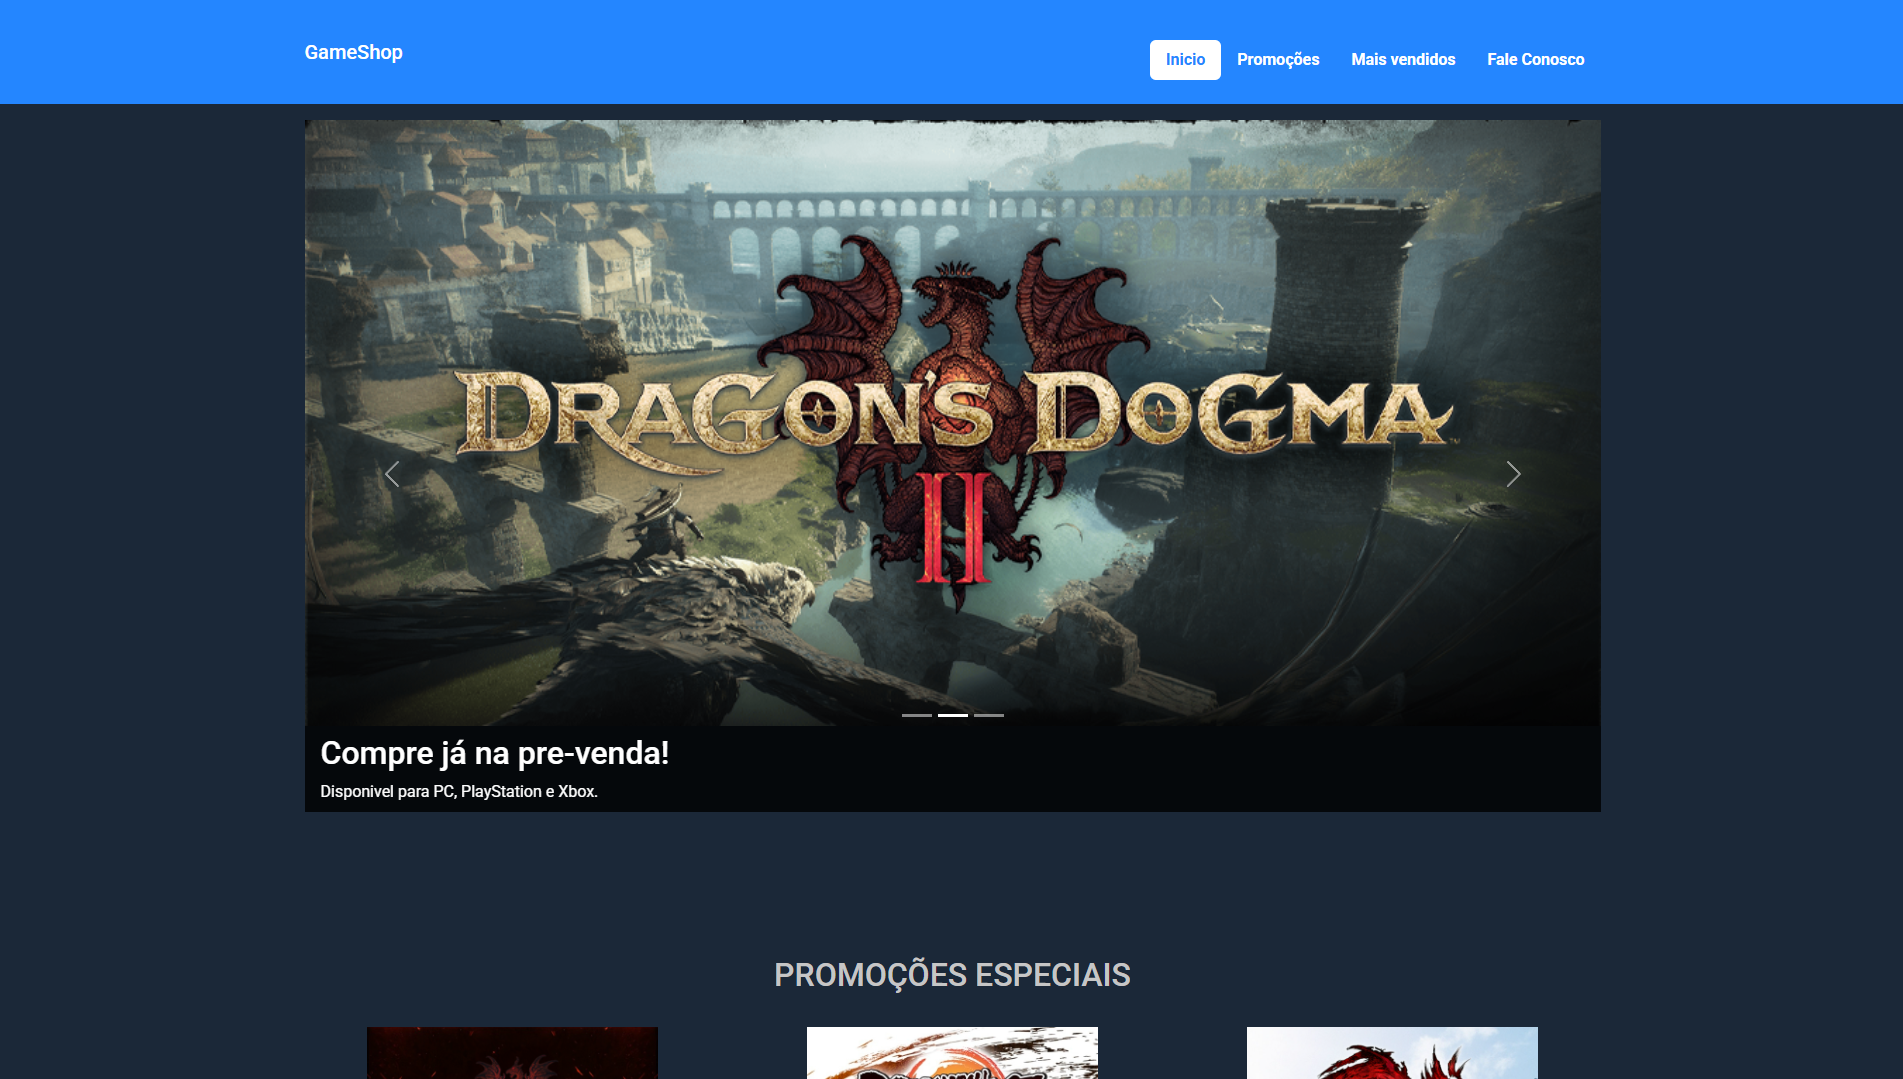 GameShop
Inicio Promoções Mais vendidos Fale Conosco
DRAGON'S DOGMA™
II
Compre já na pre-venda!
Disponivel para PC, PlayStation e Xbox.
PROMOÇÕES ESPECIAIS